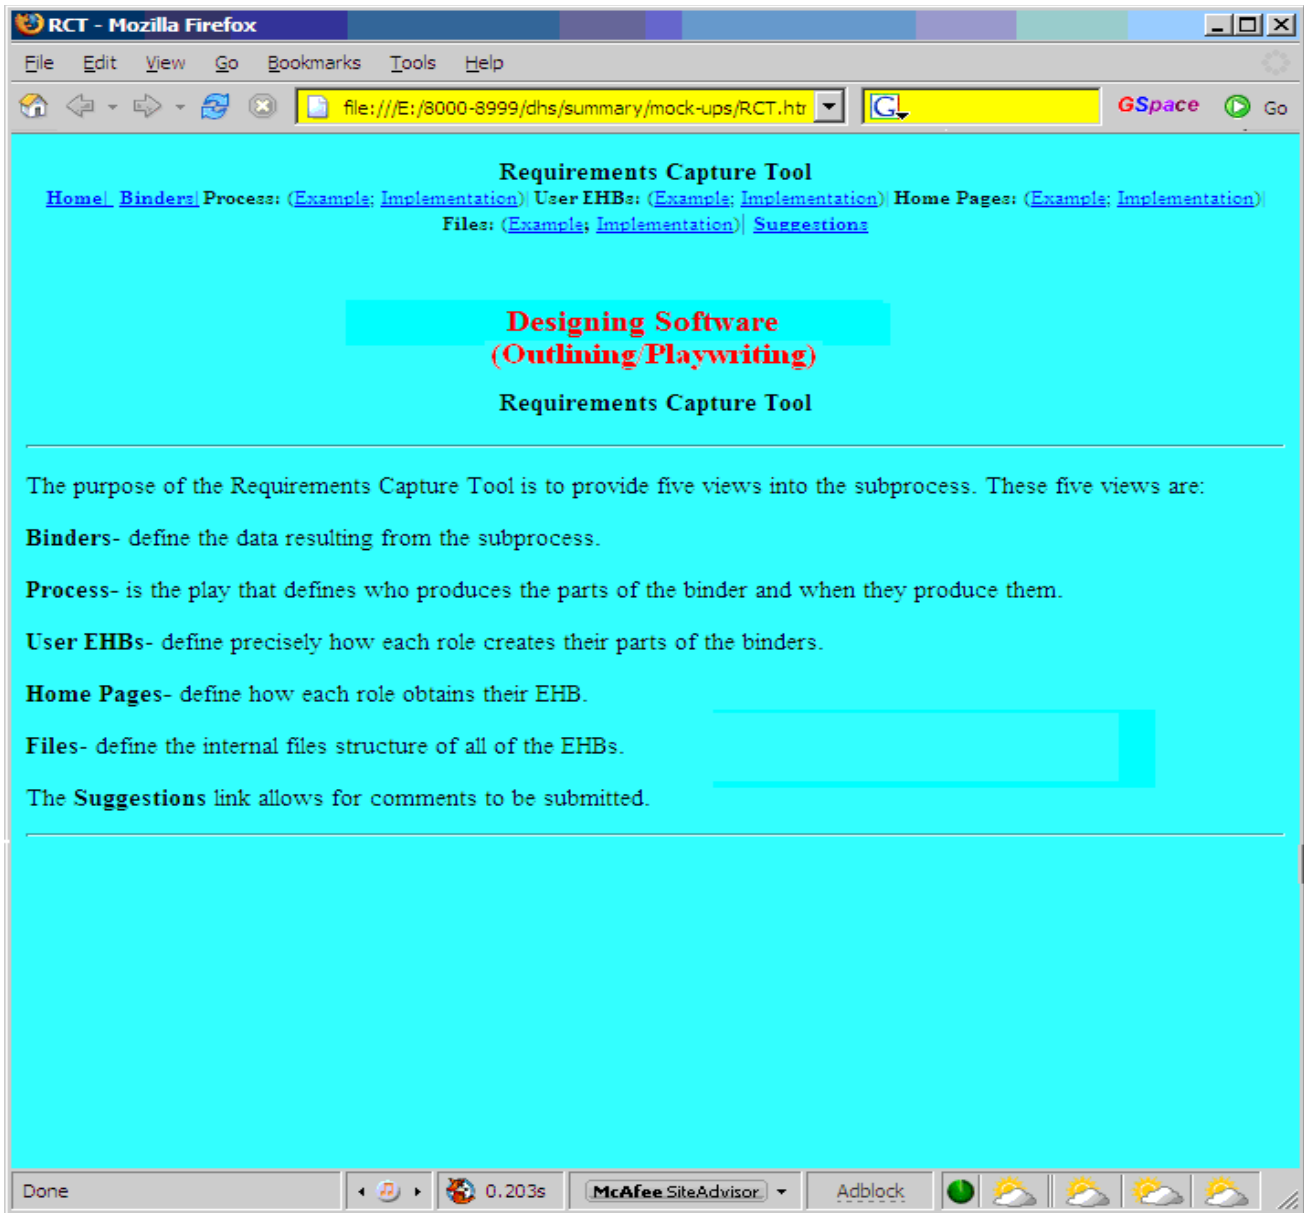 RCT - Mozilla Firefox
File Edit View Go Bookmarks Tools Help
file:///E:/8000-8999/dhs/summary/mock-ups/RCT.htr G GSpace Go
Requirements Capture Tool
Home| Binders| Process: (Example; Implementation)| User EHBs: (Example; Implementation)| Home Pages: (Example; Implementation)|
Files: (Example; Implementation)| Suggestions
Designing Software
(Outlining/Playwriting)
Requirements Capture Tool
The purpose of the Requirements Capture Tool is to provide five views into the subprocess. These five views are:
Binders- define the data resulting from the subprocess.
Process- is the play that defines who produces the parts of the binder and when they produce them.
User EHBs- define precisely how each role creates their parts of the binders.
Home Pages- define how each role obtains their EHB.
Files- define the internal files structure of all of the EHBs.
The Suggestions link allows for comments to be submitted.
Done 0.203s McAfee SiteAdvisor Adblock